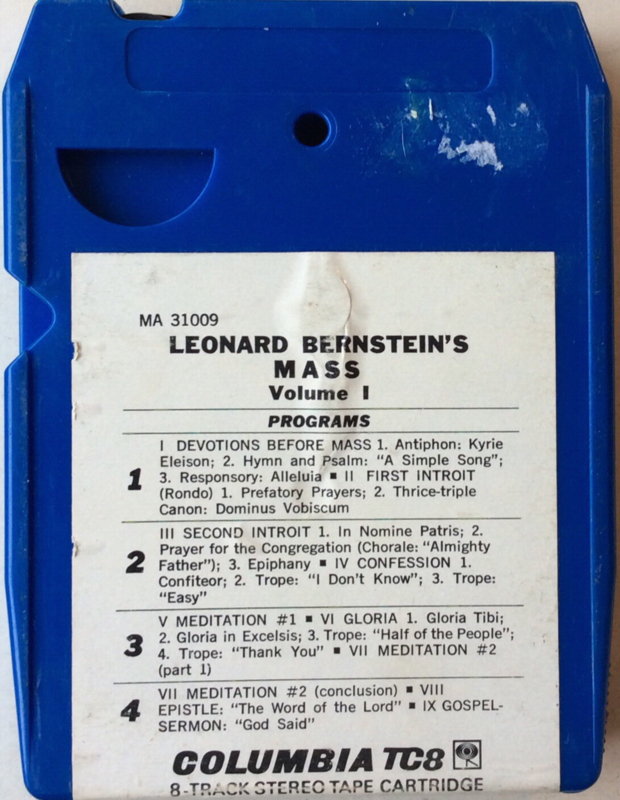 MA 31009
LEONARD BERNSTEIN'S
MASS
Volume I
PROGRAMS
1
I DEVOTIONS BEFORE MASS 1. Antiphon: Kyrie
Eleison; 2. Hymn and Psalm: “A Simple Song”;
3. Responsory: Alleluia ▪ II FIRST INTROIT
(Rondo) 1. Prefatory Prayers; 2. Thrice-triple
Canon: Dominus Vobiscum
2
III SECOND INTROIT 1. In Nomine Patris; 2.
Prayer for the Congregation (Chorale: “Almighty
Father”); 3. Epiphany ▪ IV CONFESSION 1.
Confiteor; 2. Trope: “I Don't Know”; 3. Trope:
“Easy”
3
V MEDITATION #1 ▪ VI GLORIA 1. Gloria Tibi;
2. Gloria in Excelsis; 3. Trope: “Half of the People”;
4. Trope: “Thank You” ▪ VII MEDITATION #2
(part 1)
4
VII MEDITATION #2 (conclusion) ▪ VIII
EPISTLE: “The Word of the Lord” ▪ IX GOSPEL-
SERMON: “God Said”
COLUMBIA TC8
8-TRACK STEREO TAPE CARTRIDGE